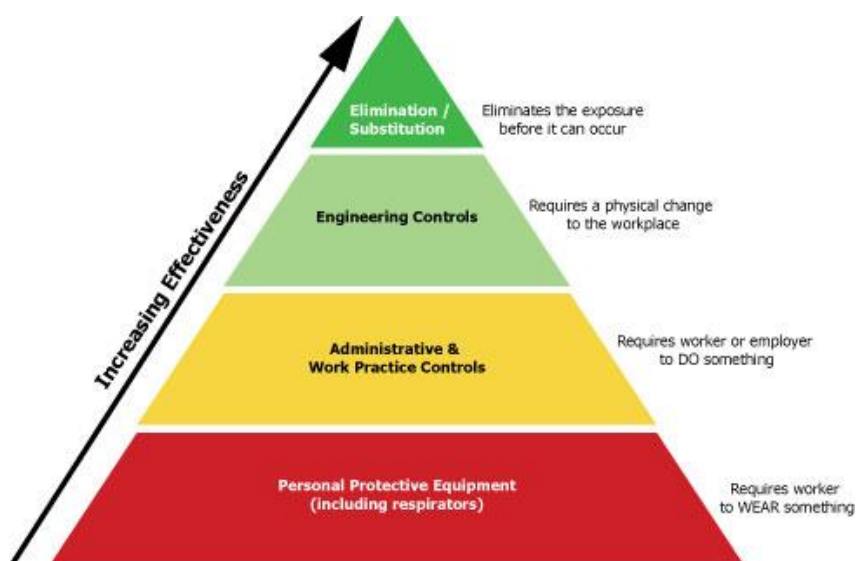 Elimination /
Substitution
Eliminates the exposure
before it can occur
Engineering Controls
Requires a physical change
to the workplace
Increasing Effectiveness
Administrative &
Work Practice Controls
Requires worker or employer
to DO something
Personal Protective Equipment
(including respirators)
Requires worker
to WEAR something